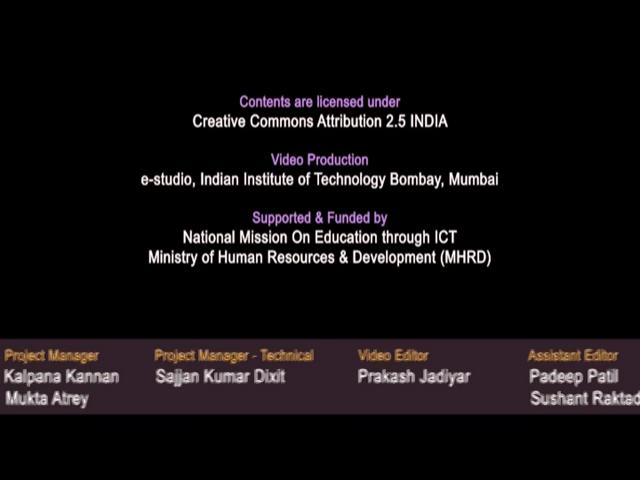 Contents are licensed under
Creative Commons Attribution 2.5 INDIA
Video Production
e-studio, Indian Institute of Technology Bombay, Mumbai
Supported & Funded by
National Mission On Education through ICT
Ministry of Human Resources & Development (MHRD)
Project Manager
Kalpana Kannan
Mukta Atrey
Project Manager - Technical
Sajjan Kumar Dixit
Video Editor
Prakash Jadiyar
Assistant Editor
Padeep Patil
Sushant